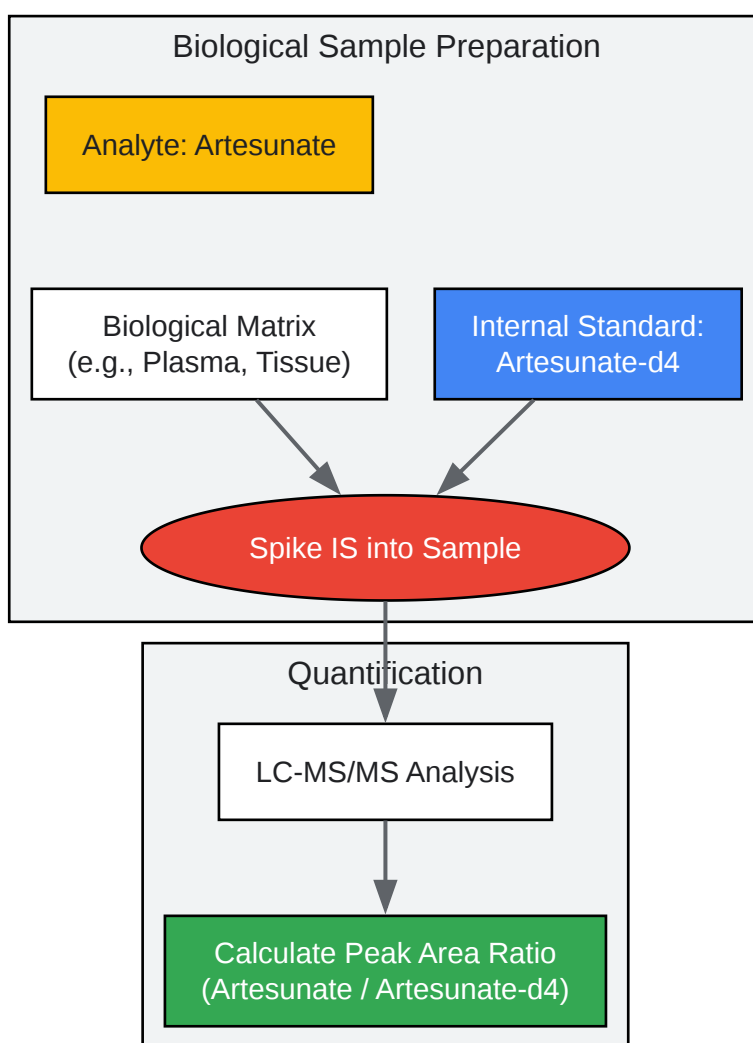 Biological Sample Preparation
Analyte: Artesunate
Biological Matrix
(e.g., Plasma, Tissue)
Internal Standard:
Artesunate-d4
Spike IS into Sample
Quantification
LC-MS/MS Analysis
Calculate Peak Area Ratio
(Artesunate / Artesunate-d4)